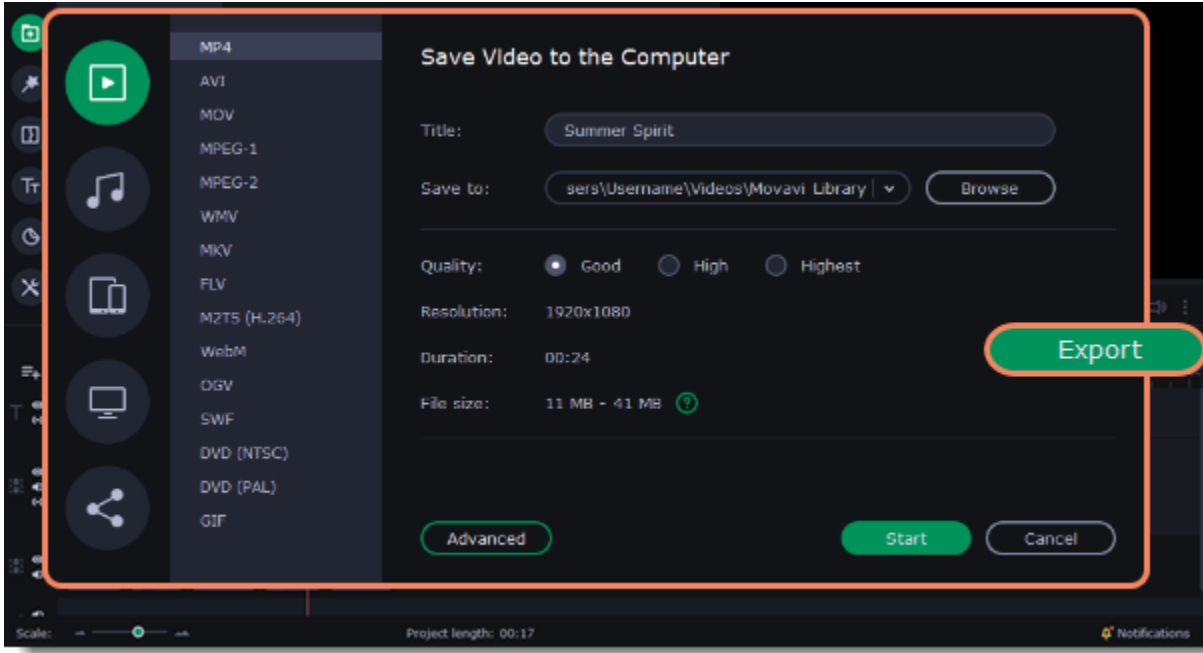 MP4
AVI
MOV
MPEG-1
MPEG-2
WMV
MKV
FLV
M2T5 (H.264)
WebM
OGV
SWF
DVD (NTSC)
DVD (PAL)
GIF
Save Video to the Computer
Title: Summer Spirit
Save to: sers\Username\Videos\Movavi Library Browse
Quality: Good High Highest
Resolution: 1920x1080
Duration: 00:24
File size: 11 MB - 41 MB ?
Advanced Start Cancel
Export
Scale: Project length: 00:17 Notifications